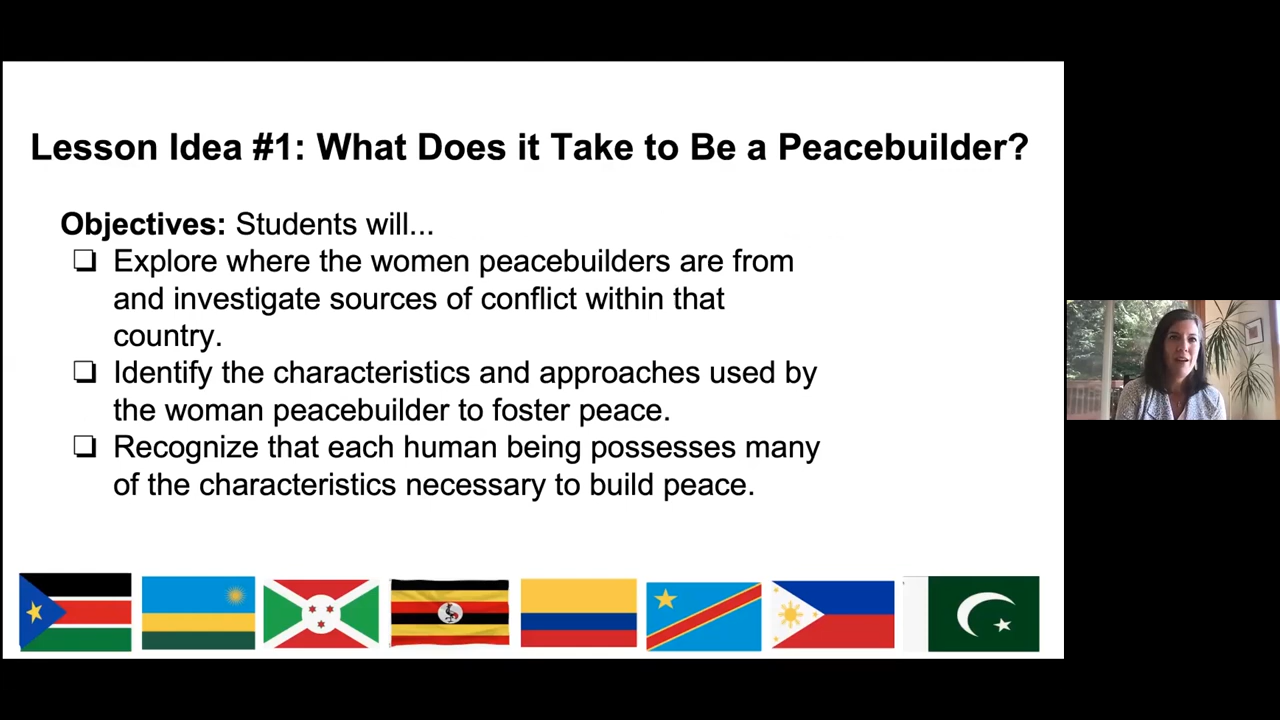 Lesson Idea #1: What Does it Take to Be a Peacebuilder?
Objectives: Students will...
❏ Explore where the women peacebuilders are from
and investigate sources of conflict within that
country.
❏ Identify the characteristics and approaches used by
the woman peacebuilder to foster peace.
❏ Recognize that each human being possesses many
of the characteristics necessary to build peace.